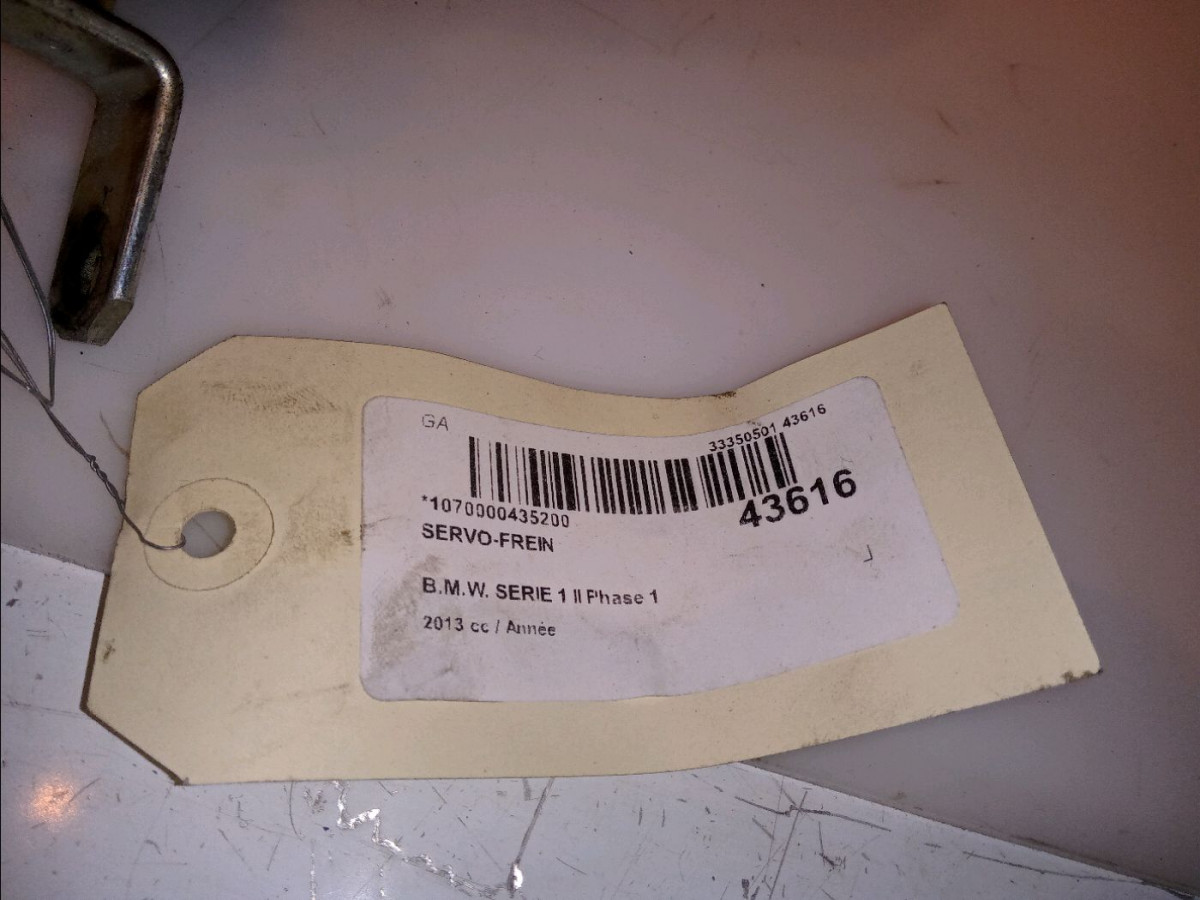 GA
33350501 43616
*1070000435200
43616
SERVO-FREIN
B.M.W. SERIE 1 II Phase 1
2013 cc / Année